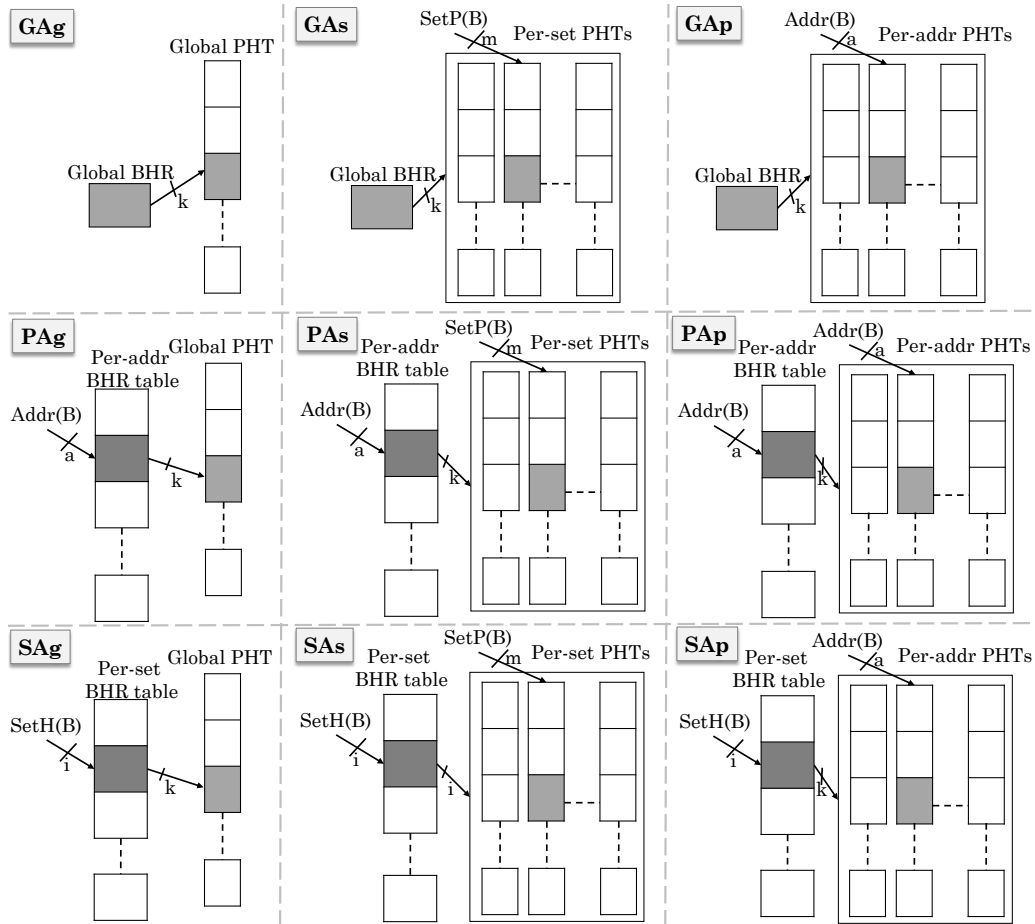 GAg
Global PHT
Global BHR
k
GAs
SetP(B)
m
Per-set PHTs
Global BHR
k
GAp
Addr(B)
a
Per-addr PHTs
Global BHR
k
PAg
Per-addr
BHR table
Global PHT
Addr(B)
a
k
PAs
SetP(B)
m
Per-set PHTs
Per-addr
BHR table
Addr(B)
a
k
PAp
Addr(B)
a
Per-addr PHTs
Per-addr
BHR table
Addr(B)
a
k
SAg
Per-set
BHR table
Global PHT
SetH(B)
i
k
SAs
SetP(B)
m
Per-set PHTs
Per-set
BHR table
SetH(B)
i
i
SAp
Addr(B)
a
Per-addr PHTs
Per-set
BHR table
SetH(B)
i
k